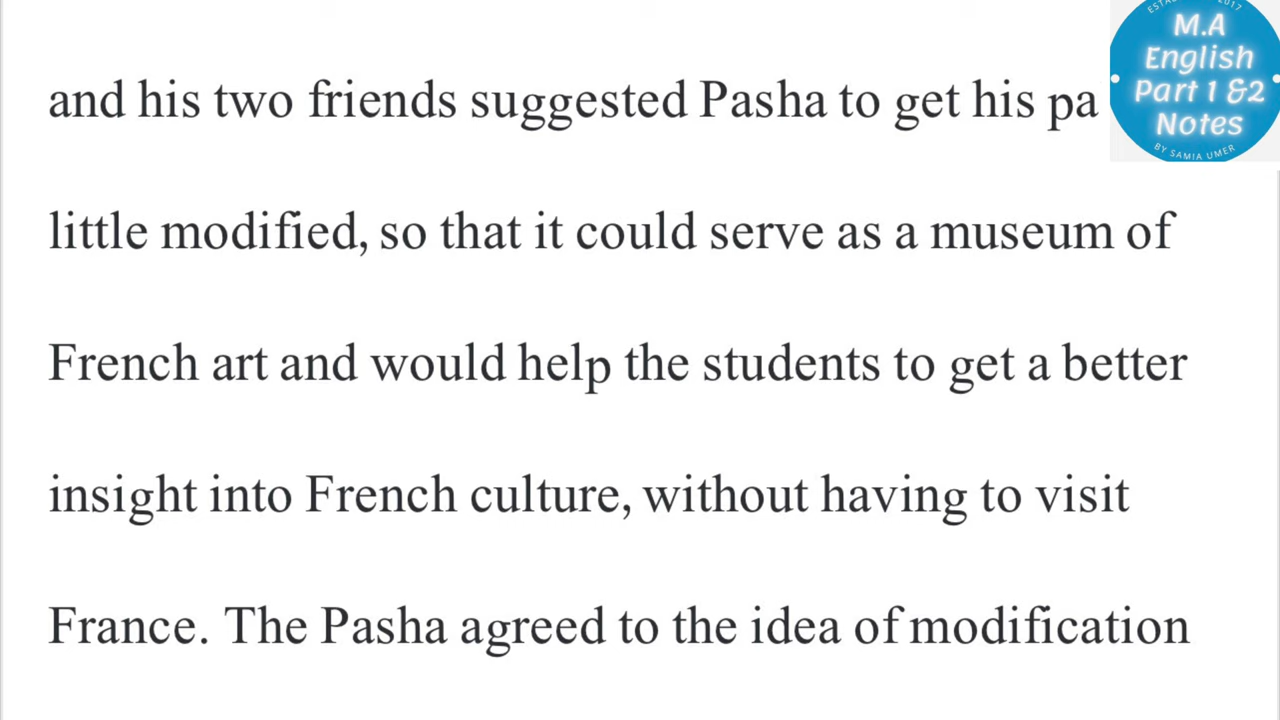 and his two friends suggested Pasha to get his pa
little modified, so that it could serve as a museum of
French art and would help the students to get a better
insight into French culture, without having to visit
France. The Pasha agreed to the idea of modification
2017
M.A
English
Part 1 &2
Notes
BY SAMIA UMER